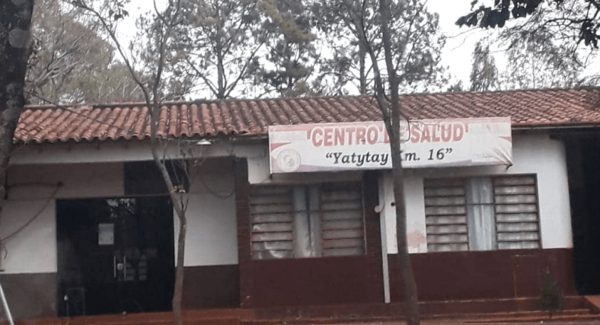 CENTRO DE SALUD
"Yatytay Km. 16"